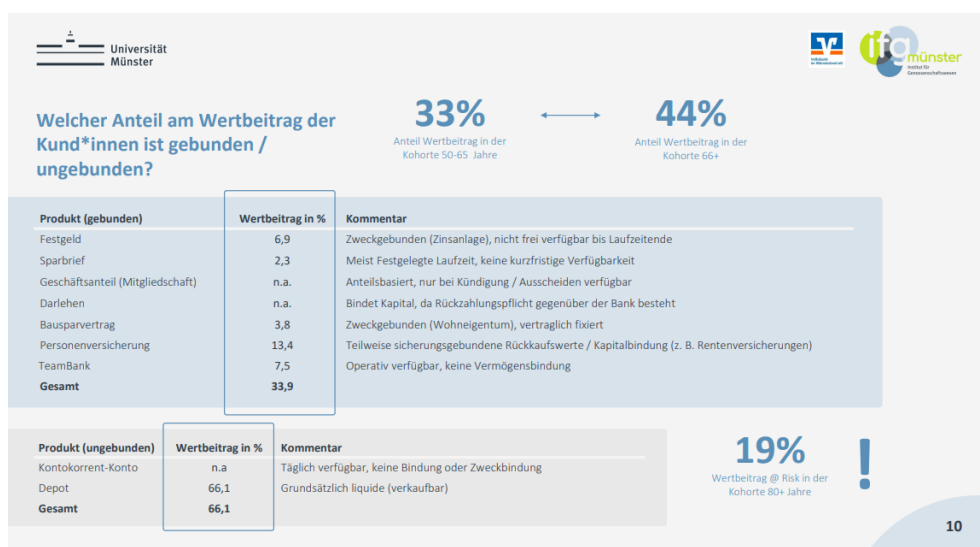 Universität
Münster
ifg münster
Institut für
Genossenschaftswesen
Welcher Anteil am Wertbeitrag der
Kund*innen ist gebunden /
ungebunden?
33%
Anteil Wertbeitrag in der
Kohorte 50-65 Jahre
44%
Anteil Wertbeitrag in der
Kohorte 66+
Produkt (gebunden) Wertbeitrag in % Kommentar
Festgeld 6,9 Zweckgebunden (Zinsanlage), nicht frei verfügbar bis Laufzeitende
Sparbrief 2,3 Meist Festgelegte Laufzeit, keine kurzfristige Verfügbarkeit
Geschäftsanteil (Mitgliedschaft) n.a. Anteilsbasiert, nur bei Kündigung / Ausscheiden verfügbar
Darlehen n.a. Bindet Kapital, da Rückzahlungspflicht gegenüber der Bank besteht
Bausparvertrag 3,8 Zweckgebunden (Wohneigentum), vertraglich fixiert
Personenversicherung 13,4 Teilweise sicherungsgebundene Rückkaufswerte / Kapitalbindung (z. B. Rentenversicherungen)
TeamBank 7,5 Operativ verfügbar, keine Vermögensbindung
Gesamt 33,9
Produkt (ungebunden) Wertbeitrag in % Kommentar
Kontokorrent-Konto n.a Täglich verfügbar, keine Bindung oder Zweckbindung
Depot 66,1 Grundsätzlich liquide (verkaufbar)
Gesamt 66,1
19%
Wertbeitrag @ Risk in der
Kohorte 80+ Jahre
!
10